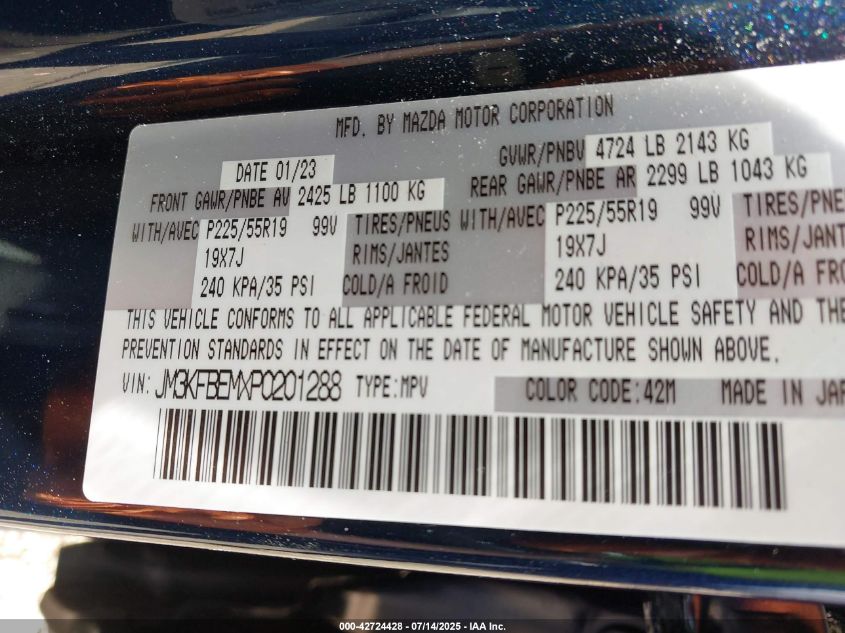 MFD. BY MAZDA MOTOR CORPORATION
DATE 01/23 GVWR/PNBV 4724 LB 2143 KG
FRONT GAWR/PNBE AV 2425 LB 1100 KG REAR GAWR/PNBE AR 2299 LB 1043 KG
WITH/AVEC P225/55R19 99V TIRES/PNEUS WITH/AVEC P225/55R19 99V TIRES/PNE
19X7J RIMS/JANTES 19X7J RIMS/JANT
240 KPA/35 PSI COLD/A FROID 240 KPA/35 PSI COLD/A FRO
THIS VEHICLE CONFORMS TO ALL APPLICABLE FEDERAL MOTOR VEHICLE SAFETY AND THE
PREVENTION STANDARDS IN EFFECT ON THE DATE OF MANUFACTURE SHOWN ABOVE.
VIN: JM3KFBEMXP0201288 TYPE: MPV COLOR CODE: 42M MADE IN JAP
000-42724428 - 07/14/2025 - IAA Inc.